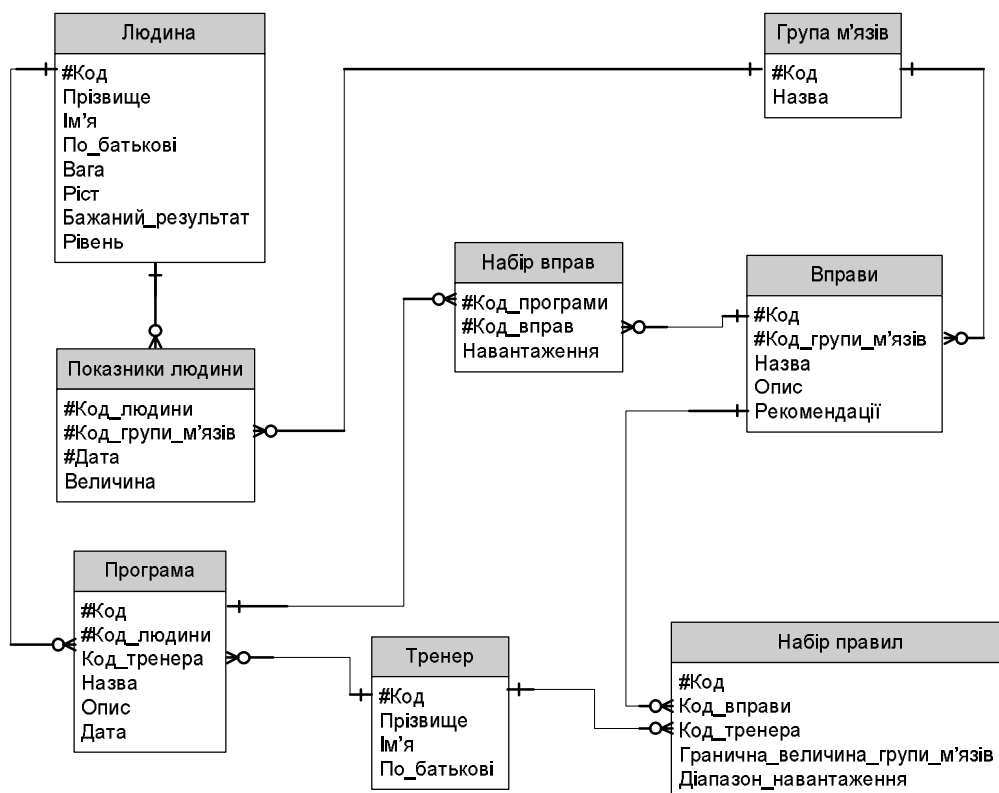 Людина
#Код
Прізвище
Ім'я
По_батькові
Вага
Ріст
Бажаний_результат
Рівень
Група м'язів
#Код
Назва
Набір вправ
#Код_програми
#Код_вправ
Навантаження
Вправи
#Код
#Код_групи_м'язів
Назва
Опис
Рекомендації
Показники людини
#Код_людини
#Код_групи_м'язів
#Дата
Величина
Програма
#Код
#Код_людини
Код_тренера
Назва
Опис
Дата
Тренер
#Код
Прізвище
Ім'я
По_батькові
Набір правил
#Код
Код_вправи
Код_тренера
Гранична_величина_групи_м'язів
Діапазон_навантаження